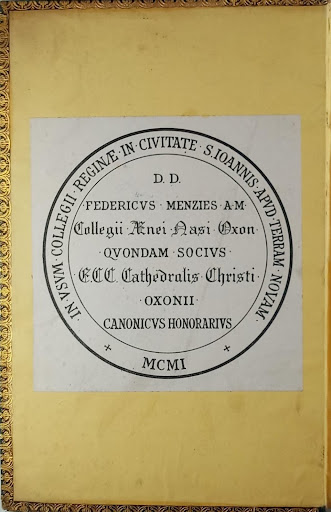 · IN · VSVM · COLLEGII · REGINÆ · IN · CIVITATE · S. IOANNIS · APVD · TERRAM · NOVAM ·
D. D.
FEDERICVS · MENZIES · A·M·
Collegii · Ænei · Nasi · Oxon ·
QVONDAM · SOCIVS ·
E.CC. Cathedralis · Christi ·
· OXONII ·
CANONICVS HONORARIVS
+ MCMI +